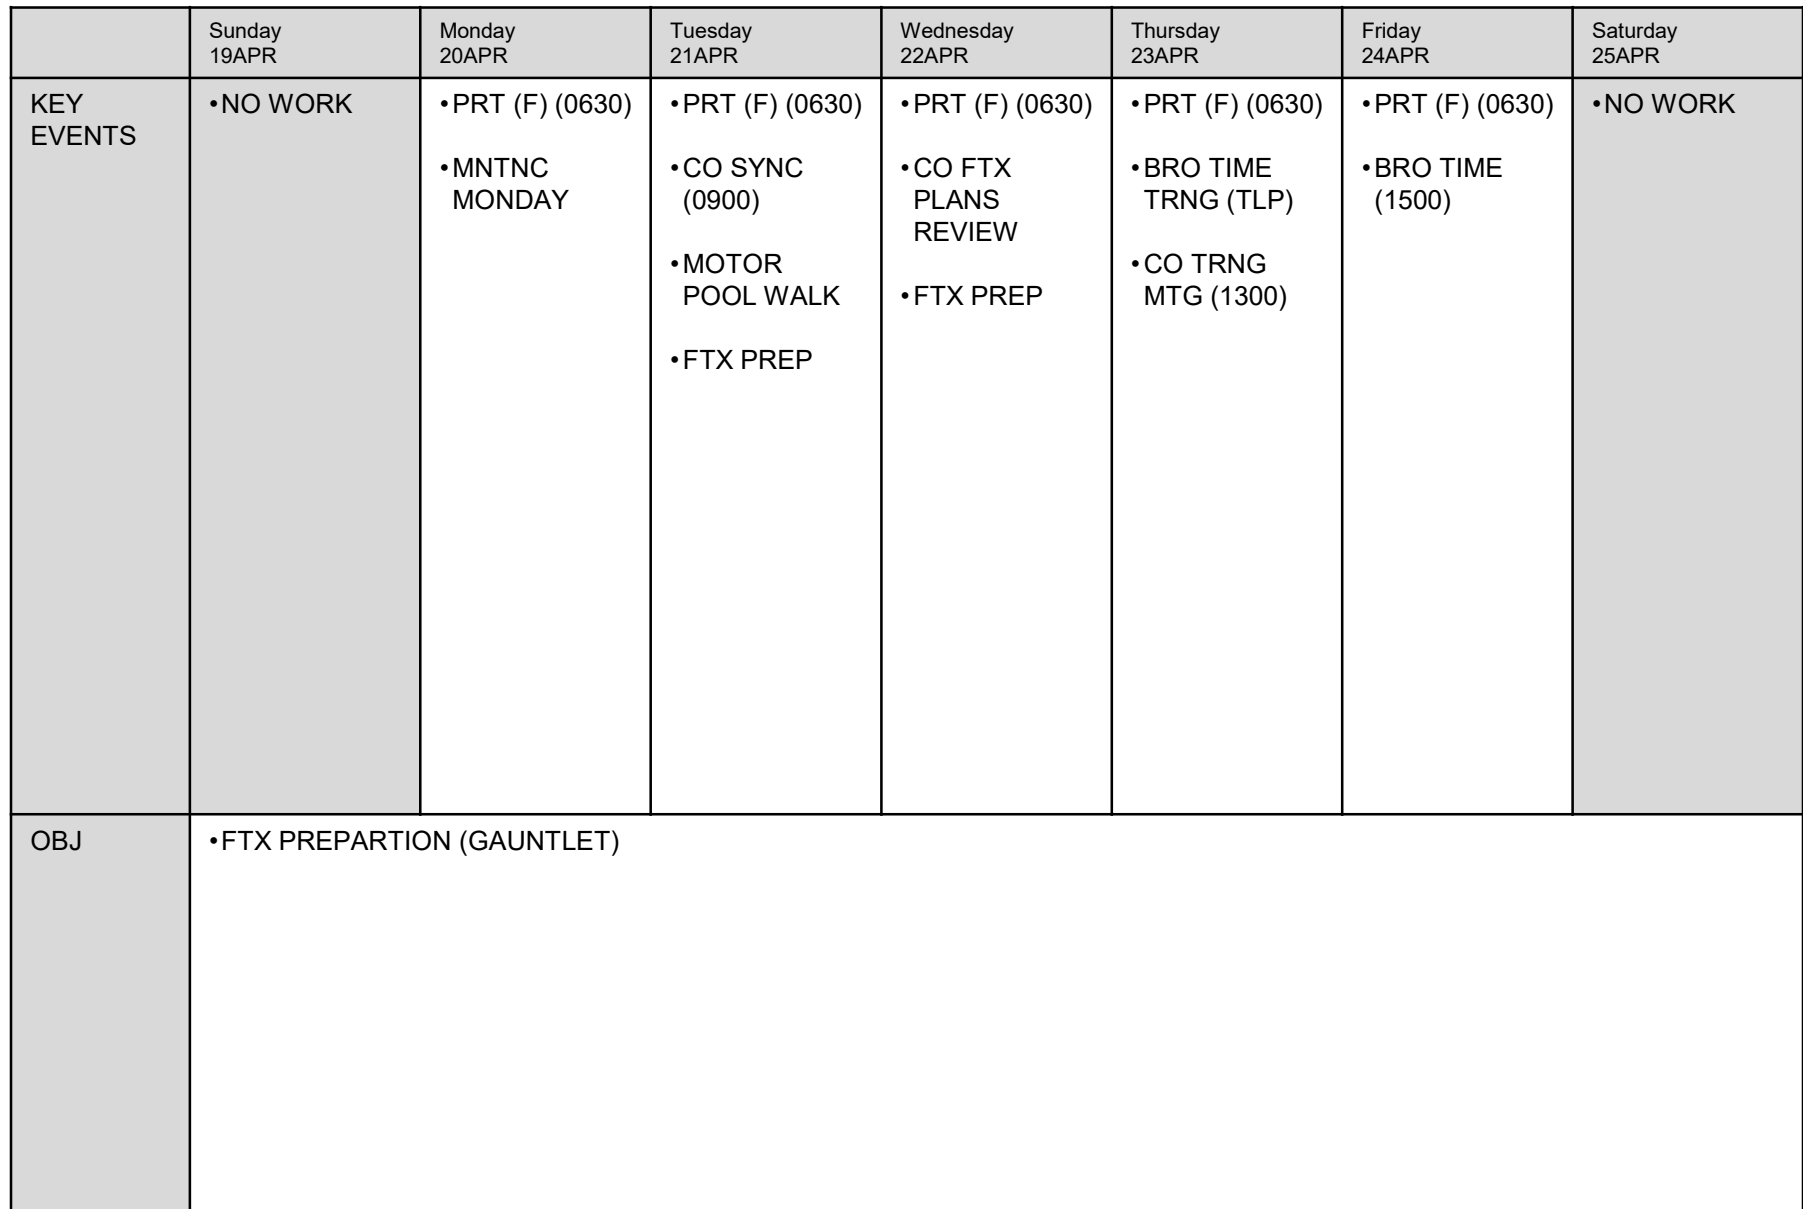 Sunday
19APR
Monday
20APR
Tuesday
21APR
Wednesday
22APR
Thursday
23APR
Friday
24APR
Saturday
25APR
KEY
EVENTS
•NO WORK
•PRT (F) (0630)
•MNTNC
MONDAY
•PRT (F) (0630)
•CO SYNC
(0900)
•MOTOR
POOL WALK
•FTX PREP
•PRT (F) (0630)
•CO FTX
PLANS
REVIEW
•FTX PREP
•PRT (F) (0630)
•BRO TIME
TRNG (TLP)
•CO TRNG
MTG (1300)
•PRT (F) (0630)
•BRO TIME
(1500)
•NO WORK
OBJ
•FTX PREPARTION (GAUNTLET)